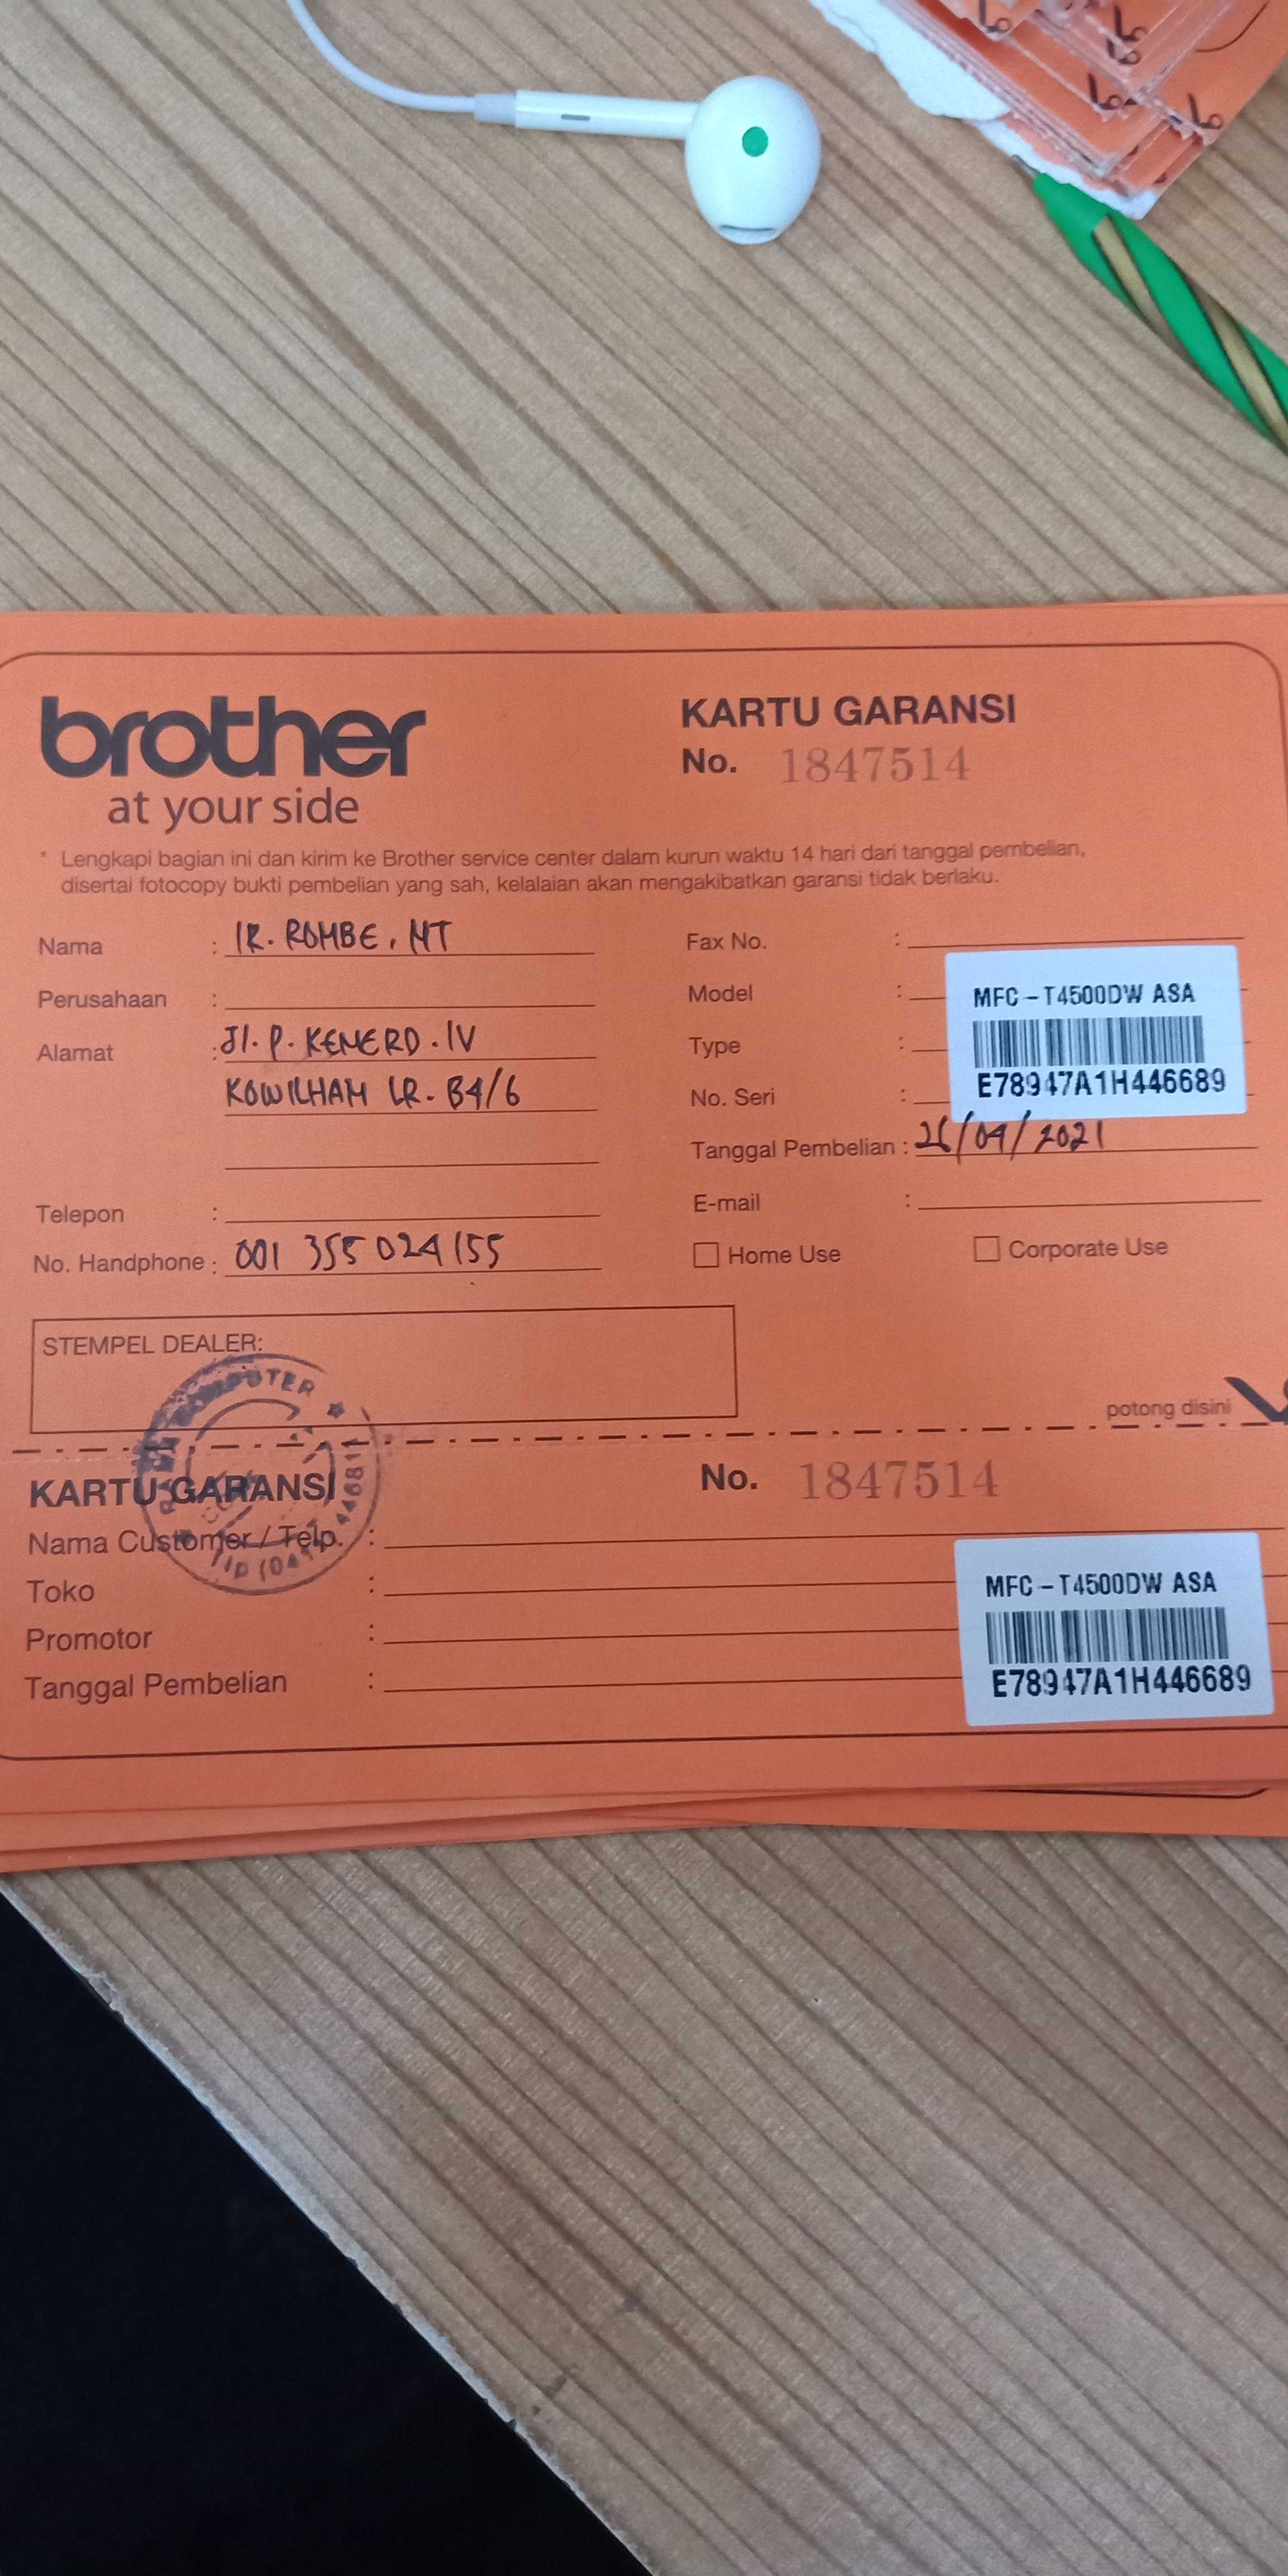 brother
at your side
KARTU GARANSI
No. 1847514
* Lengkapi bagian ini dan kirim ke Brother service center dalam kurun waktu 14 hari dari tanggal pembelian,
disertai fotocopy bukti pembelian yang sah, kelalaian akan mengakibatkan garansi tidak berlaku.
Nama : IR. ROMBE, MT
Perusahaan :
Alamat : Jl. P. KEMERD. IV
KOWILHAM LR. B4/6
Telepon :
No. Handphone : 001 355 024 155
Fax No. :
Model :
Type :
No. Seri :
MFC-T4500DW ASA
E78947A1H446689
Tanggal Pembelian : 26/04/2021
E-mail :
Home Use
Corporate Use
STEMPEL DEALER:
COMPUTER
potong disini
KARTU GARANSI
No. 1847514
Nama Customer / Telp. :
Toko :
Promotor :
Tanggal Pembelian :
MFC-T4500DW ASA
E78947A1H446689